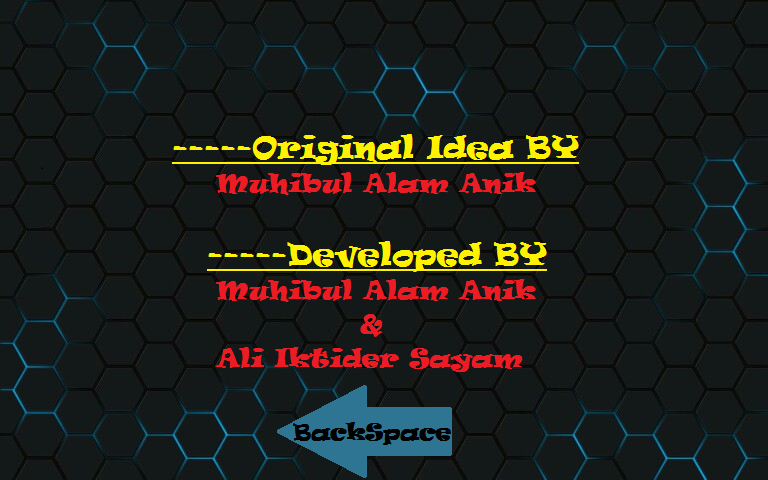 -----Original Idea BY
Muhibul Alam Anik
-----Developed BY
Muhibul Alam Anik
&
Ali Iktider Sayam
BackSpace